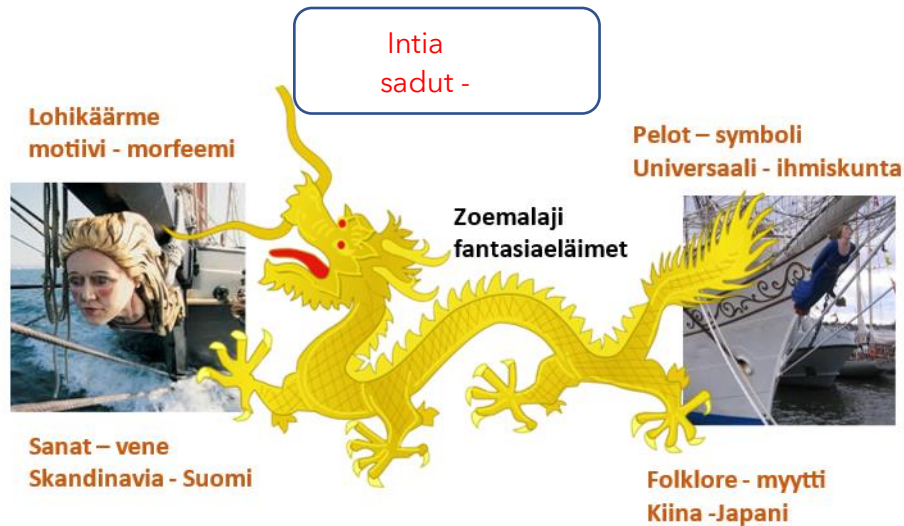 Intia
sadut -
Lohikäärme
motiivi - morfeemi
Pelot – symboli
Universaali - ihmiskunta
Zoemalaji
fantasiaeläimet
Sanat – vene
Skandinavia - Suomi
Folklore - myytti
Kiina -Japani